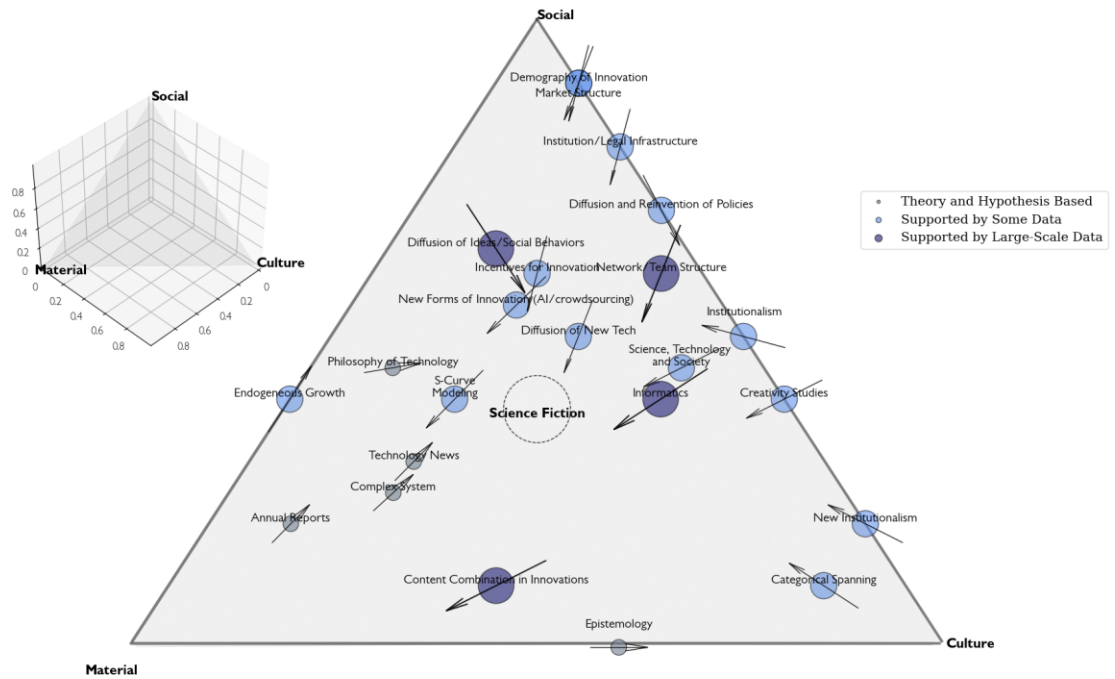 Social
Demography of Innovation
Market Structure
Social
Institution/Legal Infrastructure
0.8
0.6
0.4
0.2
0
Material
Culture
0
0.2
0.4
0.6
0.8
0
0.2
0.4
0.6
0.8
Theory and Hypothesis Based
Supported by Some Data
Supported by Large-Scale Data
Diffusion and Reinvention of Policies
Diffusion of Ideas/Social Behaviors
Incentives for Innovation
Network/Team Structure
New Forms of Innovation (AI/crowdsourcing)
Institutionalism
Diffusion of New Tech
Science, Technology
and Society
Philosophy of Technology
S-Curve
Modeling
Endogeneous Growth
Informatics
Creativity Studies
Science Fiction
Technology News
Complex System
Annual Reports
New Institutionalism
Content Combination in Innovations
Categorical Spanning
Epistemology
Material
Culture